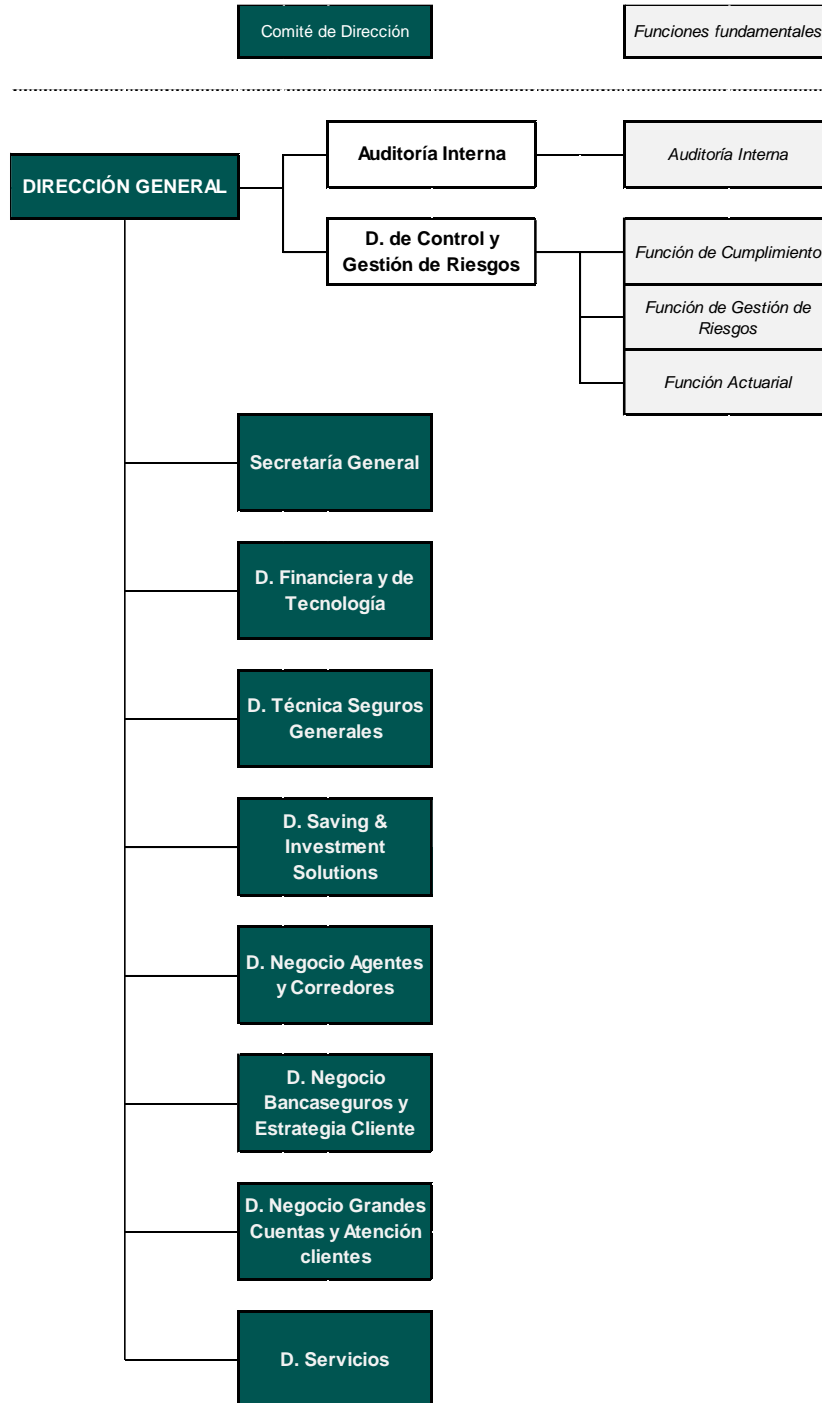 Comité de Dirección
Funciones fundamentales
Auditoría Interna
Auditoría Interna
DIRECCIÓN GENERAL
D. de Control y
Gestión de Riesgos
Función de Cumplimiento
Función de Gestión de
Riesgos
Función Actuarial
Secretaría General
D. Financiera y de
Tecnología
D. Técnica Seguros
Generales
D. Saving &
Investment
Solutions
D. Negocio Agentes
y Corredores
D. Negocio
Bancaseguros y
Estrategia Cliente
D. Negocio Grandes
Cuentas y Atención
clientes
D. Servicios